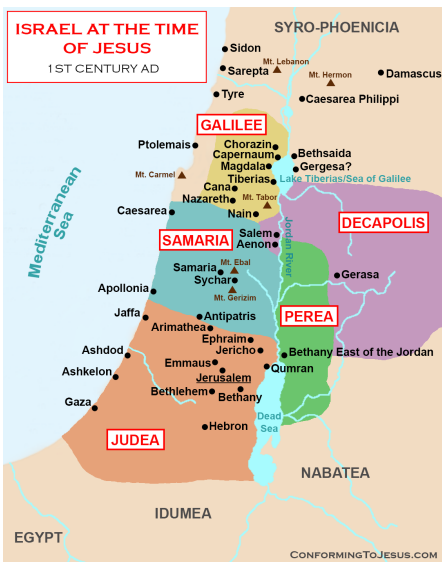 ISRAEL AT THE TIME
OF JESUS
1ST CENTURY AD
SYRO-PHOENICIA
Sidon
Mt. Lebanon
Sarepta
Mt. Hermon
Damascus
Tyre
Caesarea Philippi
GALILEE
Ptolemais
Chorazin
Capernaum
Bethsaida
Magdala
Gergesa?
Mt. Carmel
Tiberias
Lake Tiberias/Sea of Galilee
Cana
Nazareth
Mt. Tabor
Caesarea
Nain
DECAPOLIS
Mediterranean
Sea
Jordan River
SAMARIA
Salem
Aenon
Samaria
Mt. Ebal
Sychar
Gerasa
Apollonia
Mt. Gerizim
Jaffa
Antipatris
PEREA
Arimathea
Ephraim
Ashdod
Jericho
Bethany East of the Jordan
Emmaus
Qumran
Ashkelon
Jerusalem
Bethlehem
Bethany
Gaza
Dead
Sea
Hebron
JUDEA
NABATEA
IDUMEA
EGYPT
CONFORMINGTOJESUS.COM